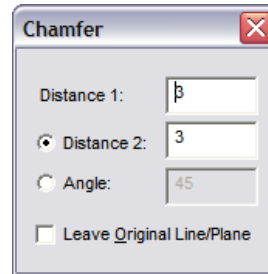 Chamfer
Distance 1: 3
Distance 2: 3
Angle: 45
Leave Original Line/Plane